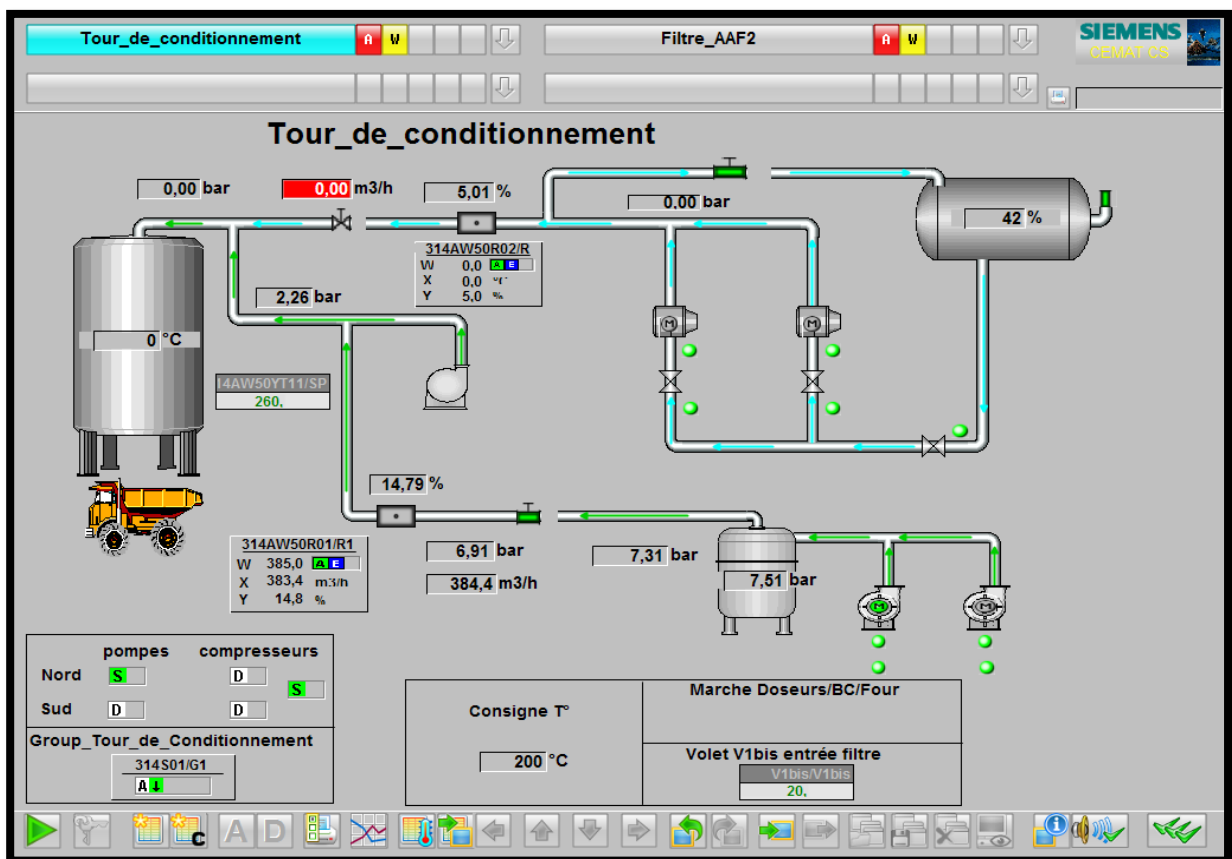 Tour_de_conditionnement A W Filtre_AAF2 A W
SIEMENS
CEMAT CS
Tour_de_conditionnement
0,00 bar 0,00 m3/h 5,01 %
0,00 bar
42 %
314AW50R02/R
W 0,0 A E
X 0,0
Y 5,0 %
2,26 bar
0 °C
14AW50YT11/SP
260,
M M
14,79 %
314AW50R01/R1
W 385,0 A E
X 383,4 m3/h
Y 14,8 %
6,91 bar
384,4 m3/h
7,31 bar
7,51 bar
M M
pompes compresseurs
Nord S D
S
Sud D D
Group_Tour_de_Conditionnement
314S01/G1
A
Consigne T°
200 °C
Marche Doseurs/BC/Four
Volet V1bis entrée filtre
V1bis/V1bis
20,
C A D